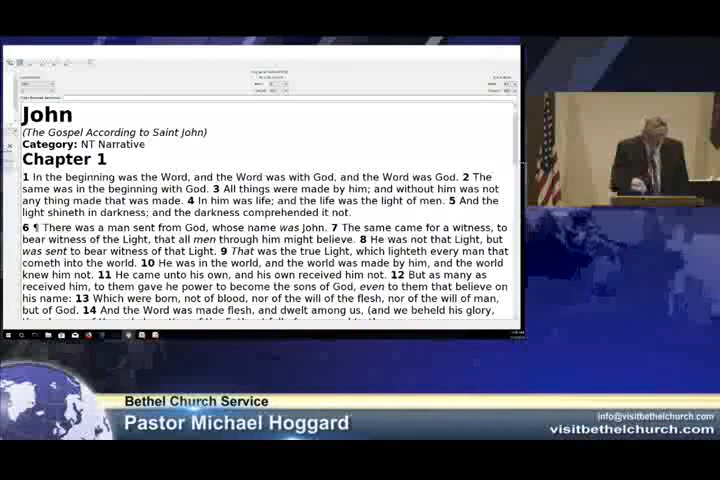 John
(The Gospel According to Saint John)
Category: NT Narrative
Chapter 1
1 In the beginning was the Word, and the Word was with God, and the Word was God. 2 The
same was in the beginning with God. 3 All things were made by him; and without him was not
any thing made that was made. 4 In him was life; and the life was the light of men. 5 And the
light shineth in darkness; and the darkness comprehended it not.
6 ¶ There was a man sent from God, whose name was John. 7 The same came for a witness, to
bear witness of the Light, that all men through him might believe. 8 He was not that Light, but
was sent to bear witness of that Light. 9 That was the true Light, which lighteth every man that
cometh into the world. 10 He was in the world, and the world was made by him, and the world
knew him not. 11 He came unto his own, and his own received him not. 12 But as many as
received him, to them gave he power to become the sons of God, even to them that believe on
his name: 13 Which were born, not of blood, nor of the will of the flesh, nor of the will of man,
but of God. 14 And the Word was made flesh, and dwelt among us, (and we beheld his glory,
Bethel Church Service
Pastor Michael Hoggard
info@visitbethelchurch.com
visitbethelchurch.com